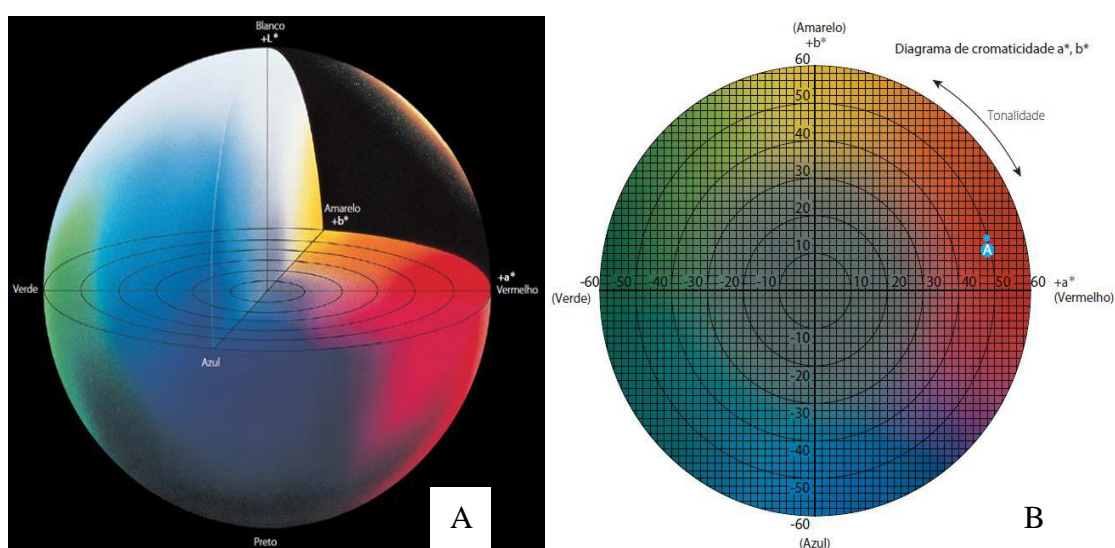 Blanco
+L*
Amarelo
+b*
Verde
+a*
Vermelho
Azul
Preto
A
(Amarelo)
+b*
60
Diagrama de cromaticidade a*, b*
Tonalidade
50
40
30
20
10
A
-60 -50 -40 -30 -20 -10 10 20 30 40 50 60 +a*
(Verde)
(Vermelho)
-10
-20
-30
-40
-50
-60
(Azul)
B